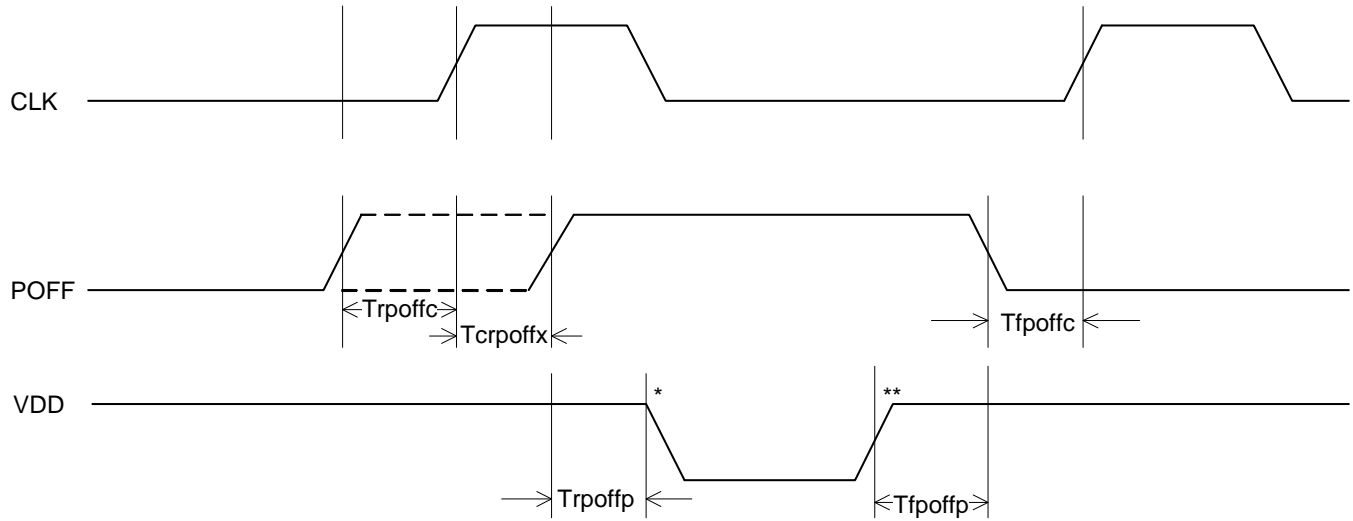 CLK
POFF
Trpoffc
Tcrpoffx
Tfpoffc
VDD
*
**
Trpoffp
Tfpoffp